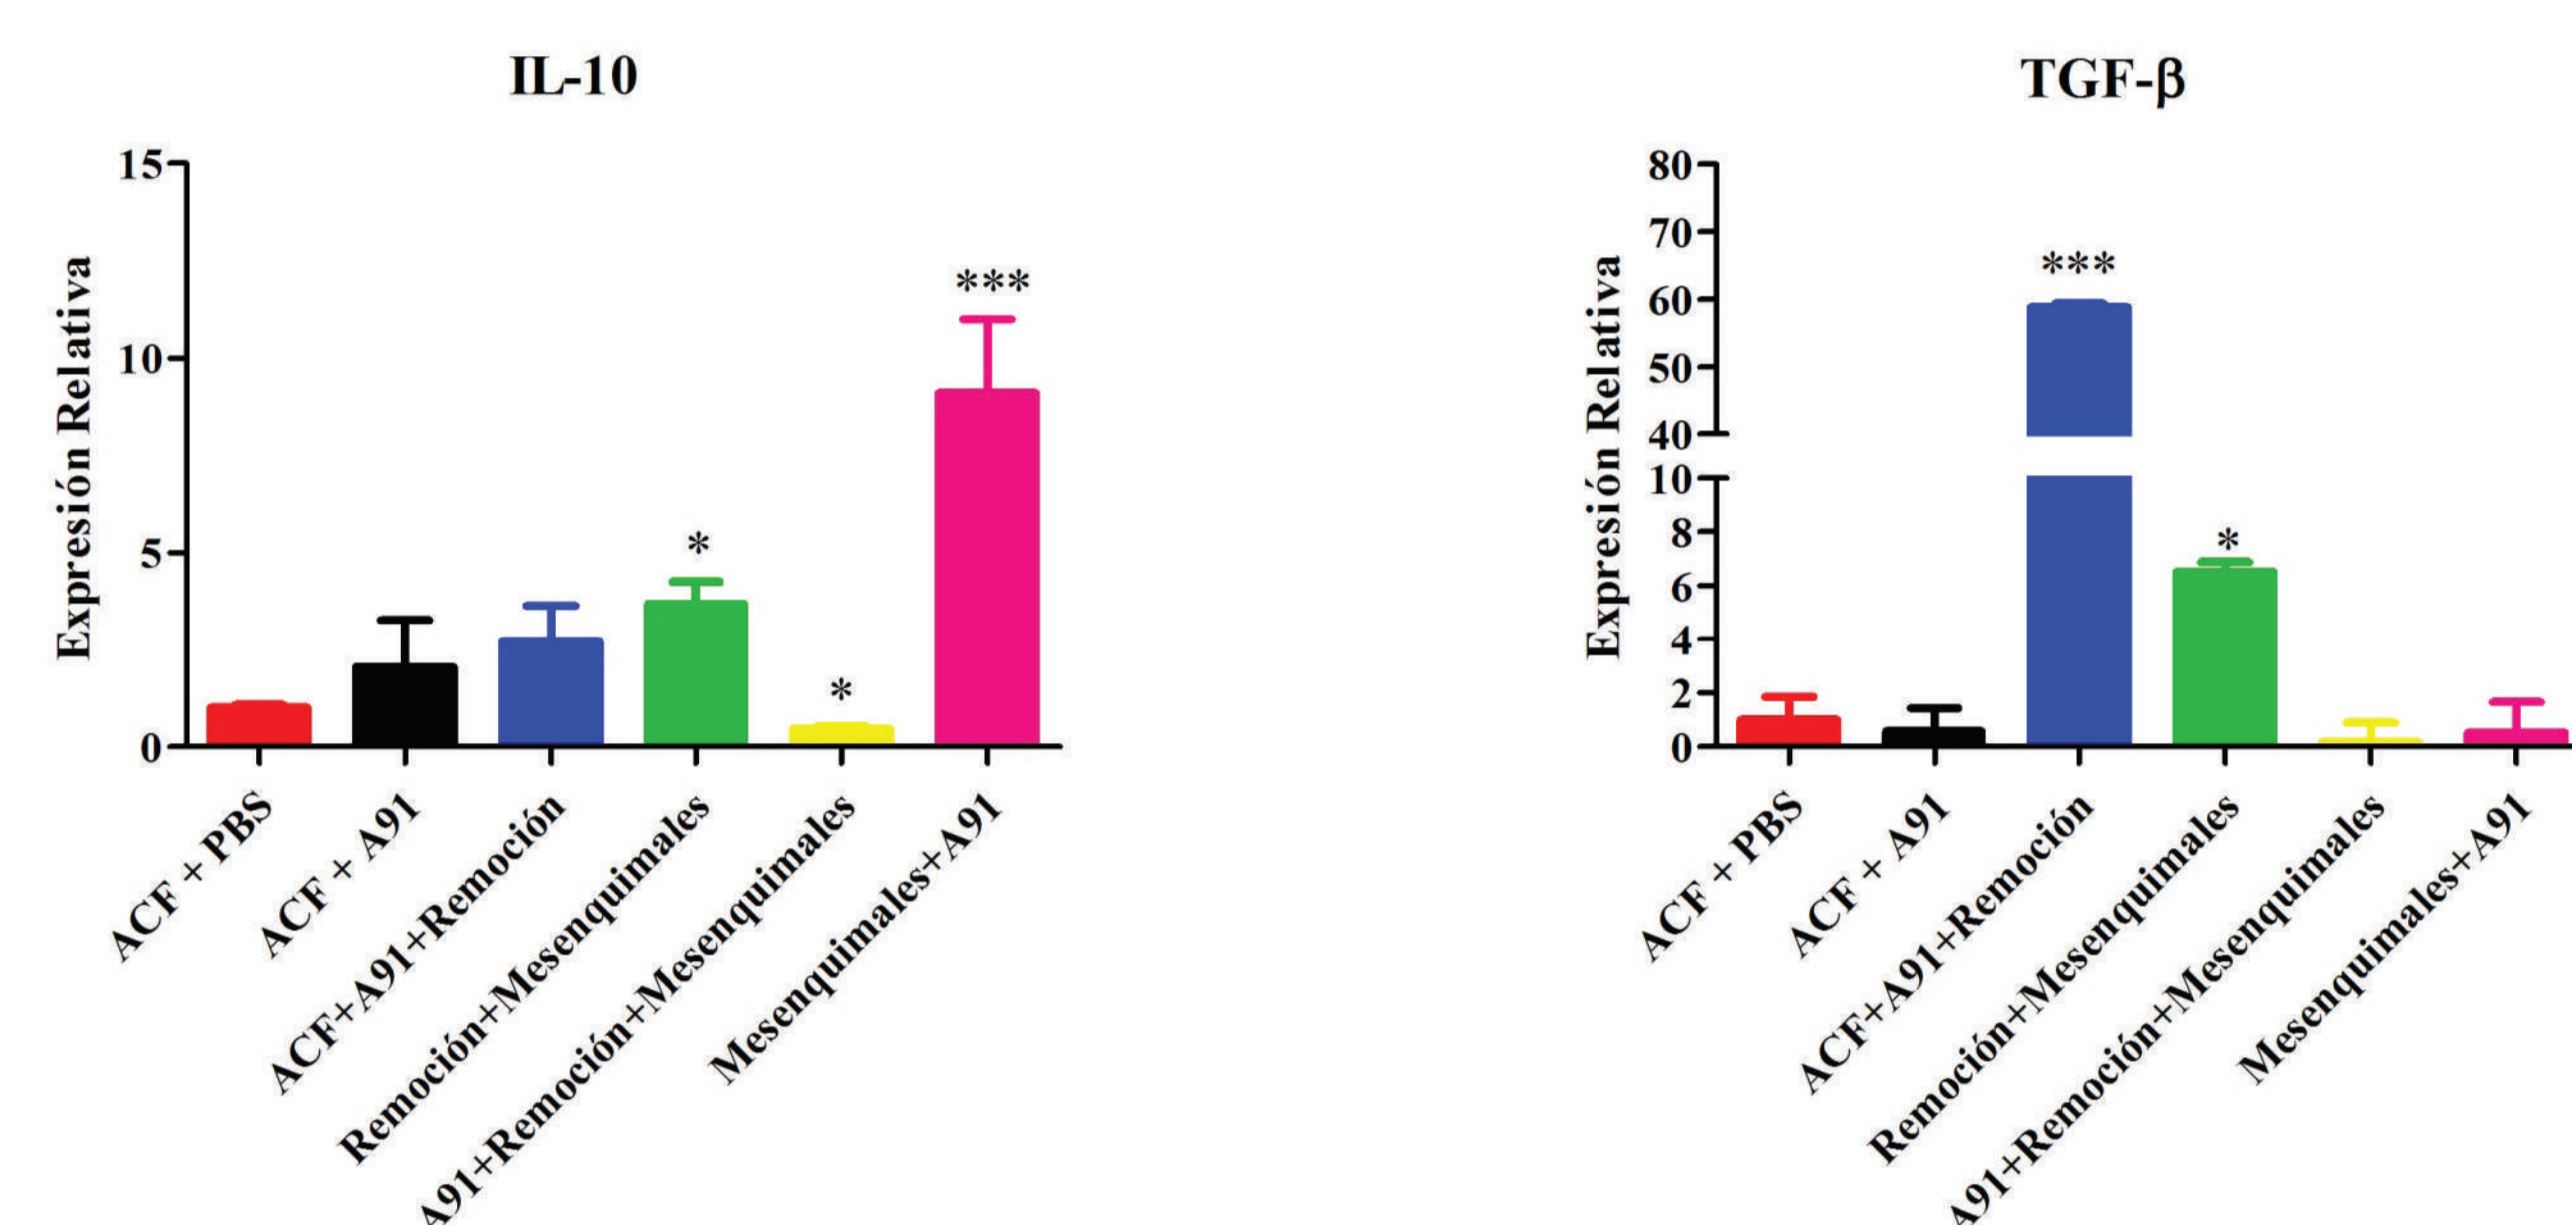 IL-10
Expresión Relativa
15
10
5
0
*
*
***
ACF + PBS
ACF + A91
ACF+A91+Remoción
Remoción+Mesenquimales
A91+Remoción+Mesenquimales
Mesenquimales+A91
TGF-β
Expresión Relativa
80
70
60
50
40
10
8
6
4
2
0
***
*
ACF + PBS
ACF + A91
ACF+A91+Remoción
Remoción+Mesenquimales
A91+Remoción+Mesenquimales
Mesenquimales+A91